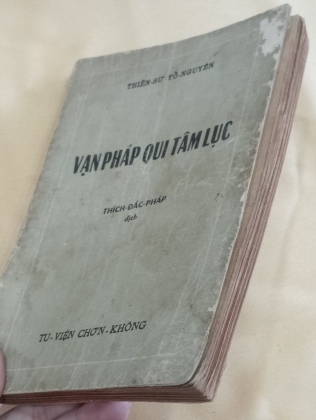 THIỀN-SƯ TỔ-NGUYÊN
VẠN PHÁP QUI TÂM LỤC
THÍCH-ĐẮC-PHÁP
dịch
TU-VIỆN CHƠN-KHÔNG